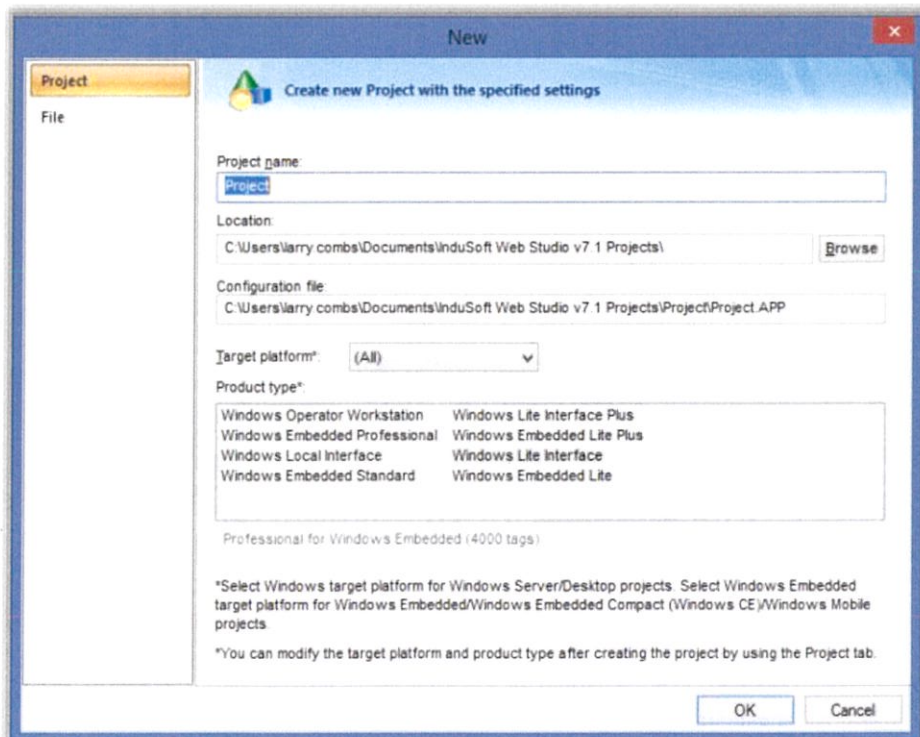 New
Project
File
Create new Project with the specified settings
Project name:
Project
Location:
C:\Users\larry combs\Documents\InduSoft Web Studio v7.1 Projects\
Browse
Configuration file:
C:\Users\larry combs\Documents\InduSoft Web Studio v7.1 Projects\Project\Project.APP
Target platform*: (All)
Product type*:
Windows Operator Workstation Windows Lite Interface Plus
Windows Embedded Professional Windows Embedded Lite Plus
Windows Local Interface Windows Lite Interface
Windows Embedded Standard Windows Embedded Lite
Professional for Windows Embedded (4000 tags)
*Select Windows target platform for Windows Server/Desktop projects. Select Windows Embedded
target platform for Windows Embedded/Windows Embedded Compact (Windows CE)/Windows Mobile
projects.
*You can modify the target platform and product type after creating the project by using the Project tab.
OK Cancel